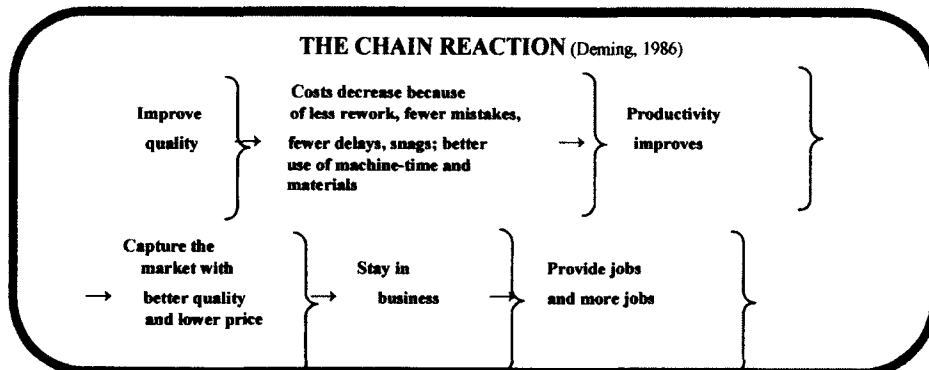 THE CHAIN REACTION (Deming, 1986)
Improve
quality
→
Costs decrease because
of less rework, fewer mistakes,
fewer delays, snags; better
use of machine-time and
materials
→
Productivity
improves
→
Capture the
market with
better quality
and lower price
→
Stay in
business
→
Provide jobs
and more jobs